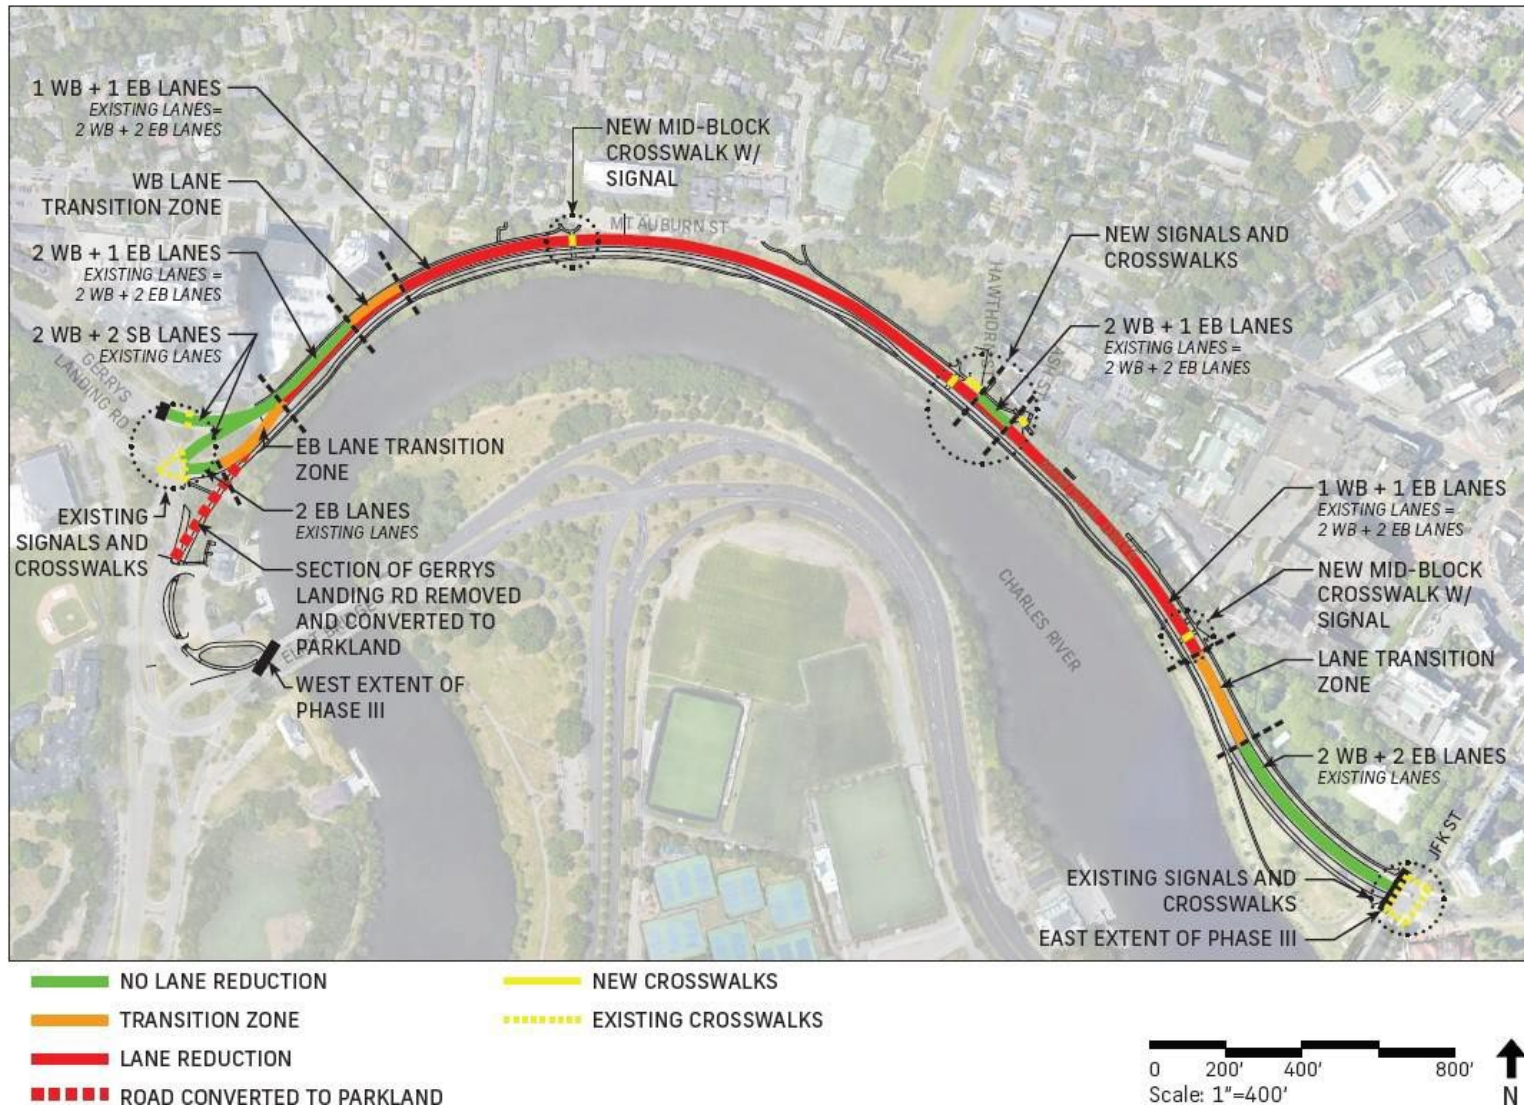 1 WB + 1 EB LANES
EXISTING LANES=
2 WB + 2 EB LANES
WB LANE
TRANSITION ZONE
2 WB + 1 EB LANES
EXISTING LANES =
2 WB + 2 EB LANES
2 WB + 2 SB LANES
EXISTING LANES
GERRYS
LANDING RD
NEW MID-BLOCK
CROSSWALK W/
SIGNAL
MT AUBURN ST
NEW SIGNALS AND
CROSSWALKS
HAWTHORN ST
ASH ST
2 WB + 1 EB LANES
EXISTING LANES =
2 WB + 2 EB LANES
EB LANE TRANSITION
ZONE
2 EB LANES
EXISTING LANES
EXISTING
SIGNALS AND
CROSSWALKS
SECTION OF GERRYS
LANDING RD REMOVED
AND CONVERTED TO
PARKLAND
ELIOT BRIDGE
WEST EXTENT OF
PHASE III
CHARLES RIVER
1 WB + 1 EB LANES
EXISTING LANES =
2 WB + 2 EB LANES
NEW MID-BLOCK
CROSSWALK W/
SIGNAL
LANE TRANSITION
ZONE
2 WB + 2 EB LANES
EXISTING LANES
JFK ST
EXISTING SIGNALS AND
CROSSWALKS
EAST EXTENT OF PHASE III
NO LANE REDUCTION
TRANSITION ZONE
LANE REDUCTION
ROAD CONVERTED TO PARKLAND
NEW CROSSWALKS
EXISTING CROSSWALKS
0 200' 400' 800'
Scale: 1"=400'
N